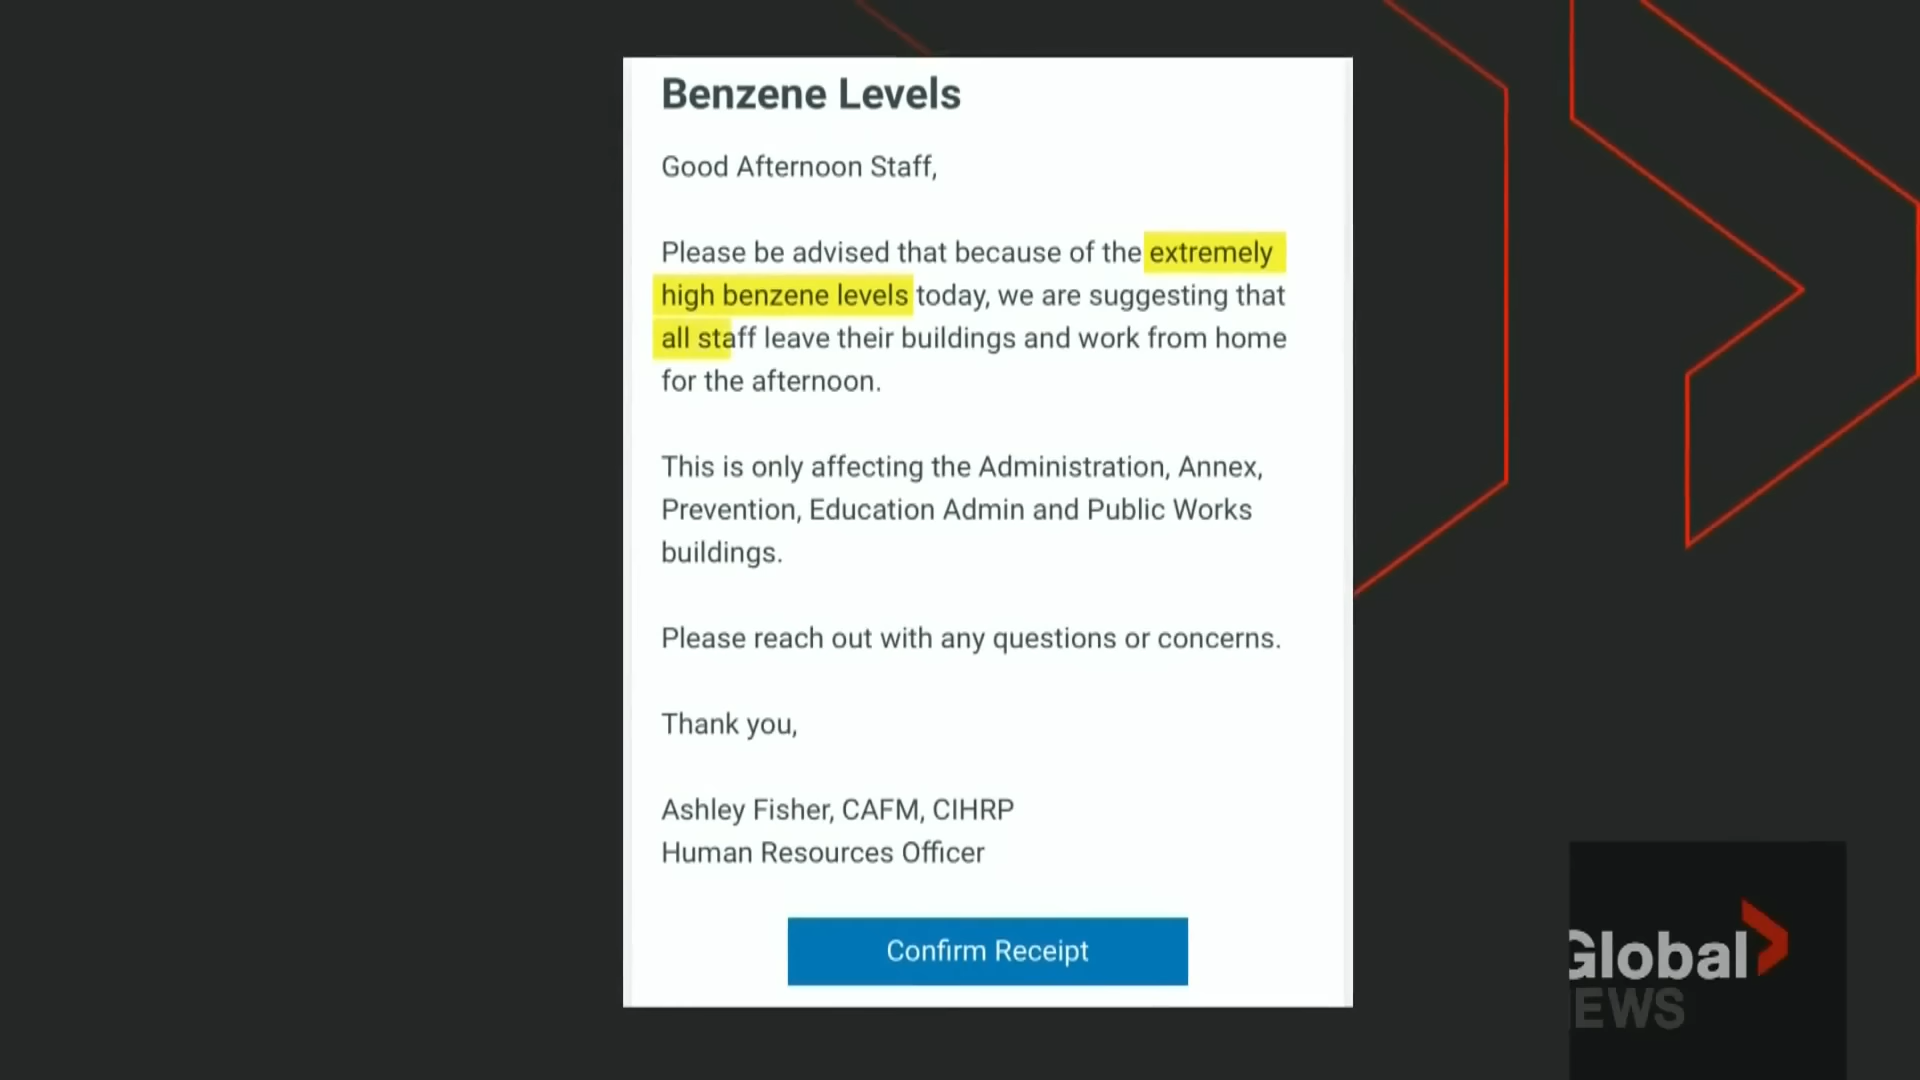 Benzene Levels
Good Afternoon Staff,
Please be advised that because of the extremely
high benzene levels today, we are suggesting that
all staff leave their buildings and work from home
for the afternoon.
This is only affecting the Administration, Annex,
Prevention, Education Admin and Public Works
buildings.
Please reach out with any questions or concerns.
Thank you,
Ashley Fisher, CAFM, CIHRP
Human Resources Officer
Confirm Receipt
Global
EWS